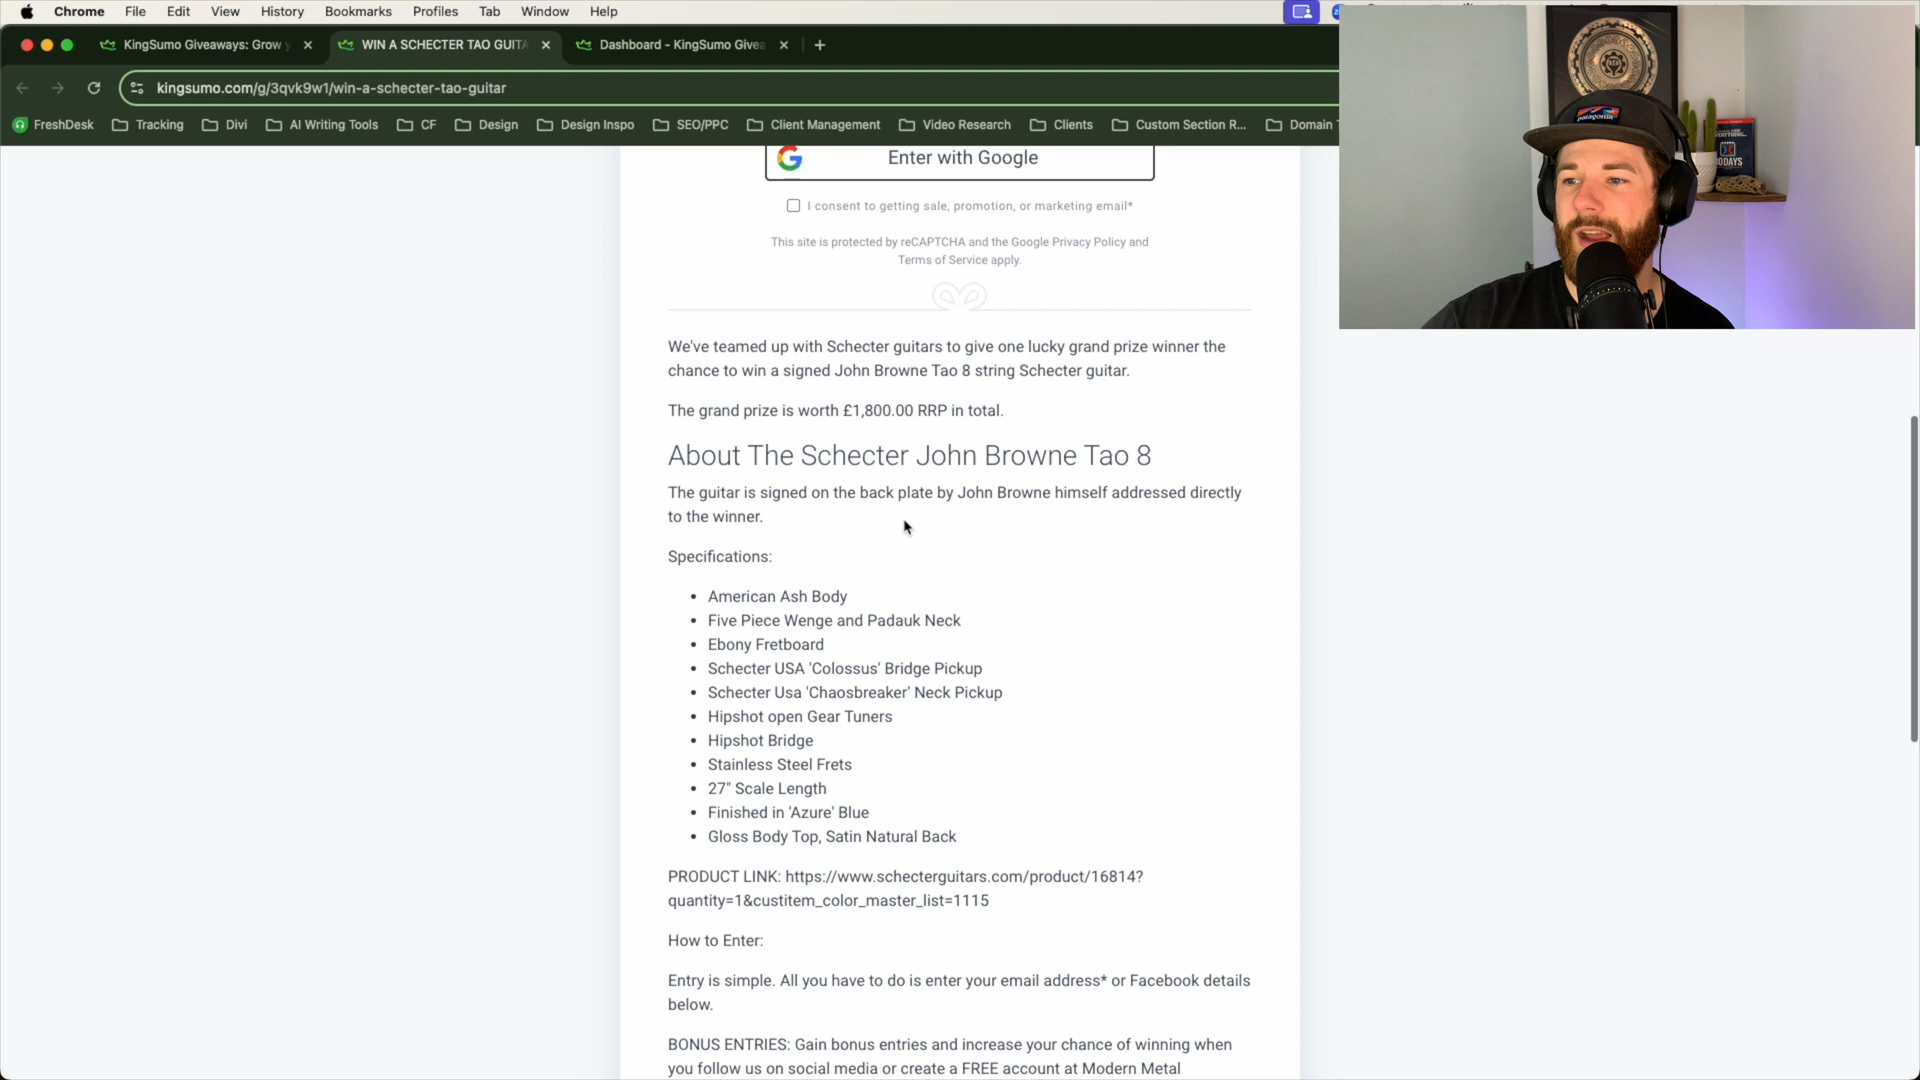 Chrome File Edit View History Bookmarks Profiles Tab Window Help
KingSumo Giveaways: Grow
WIN A SCHECTER TAO GUITA
Dashboard - KingSumo Givea
kingsumo.com/g/3qvk9w1/win-a-schecter-tao-guitar
FreshDesk Tracking Divi AI Writing Tools CF Design Design Inspo SEO/PPC Client Management Video Research Clients Custom Section R... Domain
patagonia
Enter with Google
I consent to getting sale, promotion, or marketing email*
This site is protected by reCAPTCHA and the Google Privacy Policy and
Terms of Service apply.
We've teamed up with Schecter guitars to give one lucky grand prize winner the
chance to win a signed John Browne Tao 8 string Schecter guitar.
The grand prize is worth £1,800.00 RRP in total.
About The Schecter John Browne Tao 8
The guitar is signed on the back plate by John Browne himself addressed directly
to the winner.
Specifications:
• American Ash Body
• Five Piece Wenge and Padauk Neck
• Ebony Fretboard
• Schecter USA 'Colossus' Bridge Pickup
• Schecter Usa 'Chaosbreaker' Neck Pickup
• Hipshot open Gear Tuners
• Hipshot Bridge
• Stainless Steel Frets
• 27" Scale Length
• Finished in 'Azure' Blue
• Gloss Body Top, Satin Natural Back
PRODUCT LINK: https://www.schecterguitars.com/product/16814?
quantity=1&custitem_color_master_list=1115
How to Enter:
Entry is simple. All you have to do is enter your email address* or Facebook details
below.
BONUS ENTRIES: Gain bonus entries and increase your chance of winning when
you follow us on social media or create a FREE account at Modern Metal